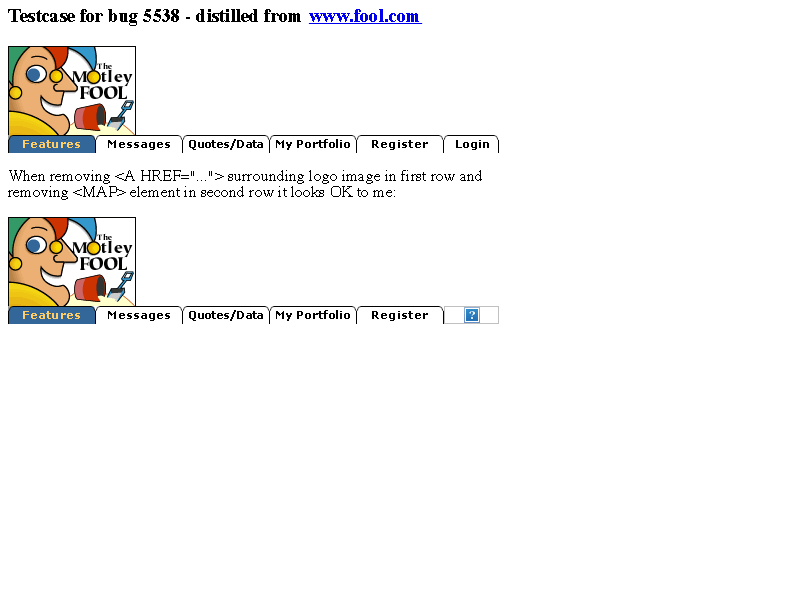 Testcase for bug 5538 - distilled from www.fool.com
The
Motley
FOOL
Features Messages Quotes/Data My Portfolio Register Login
When removing <A HREF="..."> surrounding logo image in first row and
removing <MAP> element in second row it looks OK to me:
The
Motley
FOOL
Features Messages Quotes/Data My Portfolio Register ?